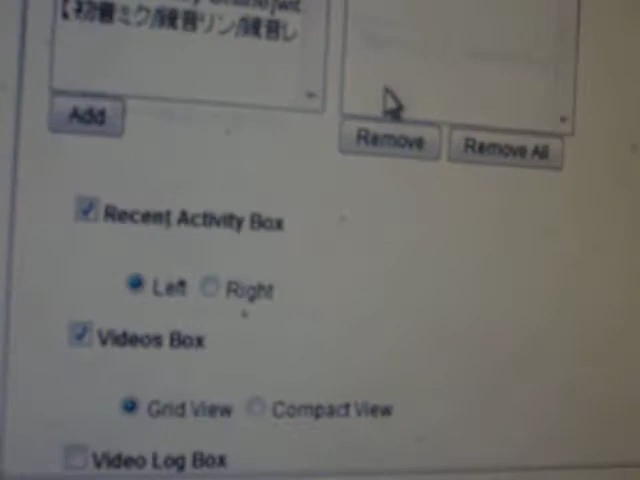 【初音ミク/鏡音リン/鏡音レ
Add
Remove
Remove All
Recent Activity Box
Left
Right
Videos Box
Grid View
Compact View
Video Log Box